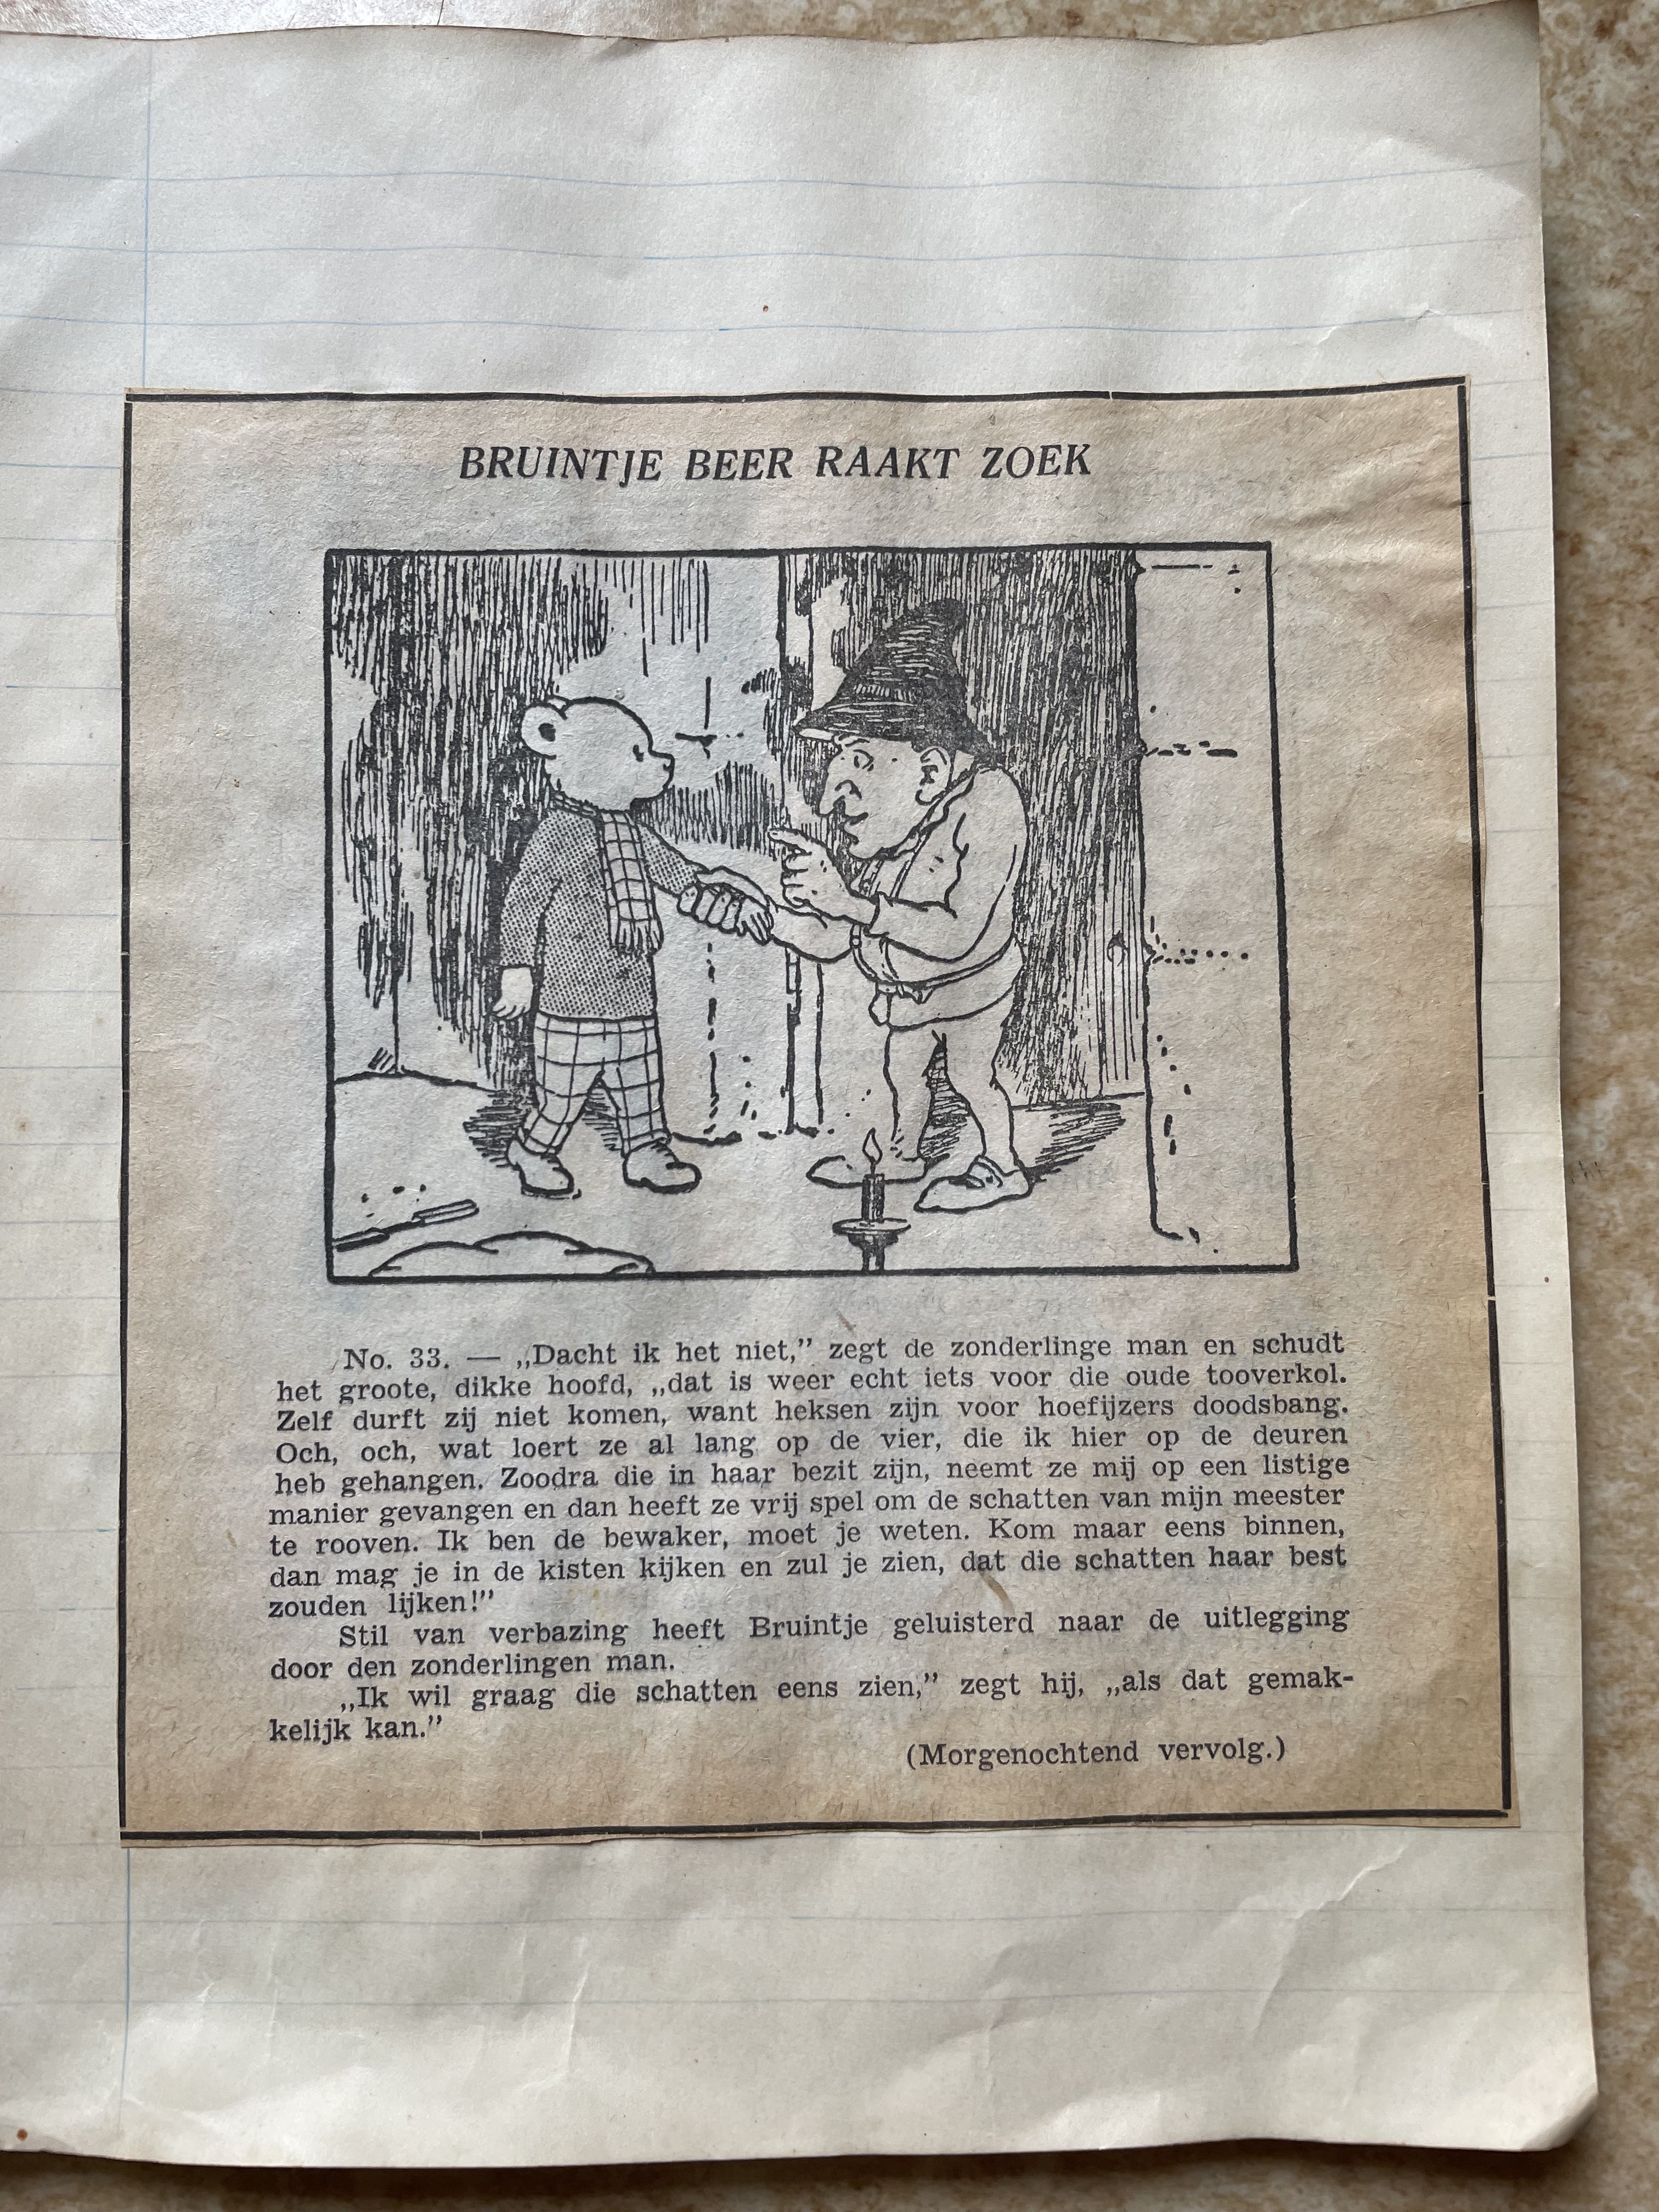 BRUINTJE BEER RAAKT ZOEK
No. 33. — „Dacht ik het niet,” zegt de zonderlinge man en schudt
het groote, dikke hoofd, „dat is weer echt iets voor die oude tooverkol.
Zelf durft zij niet komen, want heksen zijn voor hoefijzers doodsbang.
Och, och, wat loert ze al lang op de vier, die ik hier op de deuren
heb gehangen. Zoodra die in haar bezit zijn, neemt ze mij op een listige
manier gevangen en dan heeft ze vrij spel om de schatten van mijn meester
te rooven. Ik ben de bewaker, moet je weten. Kom maar eens binnen,
dan mag je in de kisten kijken en zul je zien, dat die schatten haar best
zouden lijken!”
Stil van verbazing heeft Bruintje geluisterd naar de uitlegging
door den zonderlingen man.
„Ik wil graag die schatten eens zien,” zegt hij, „als dat gemak-
kelijk kan.”
(Morgenochtend vervolg.)